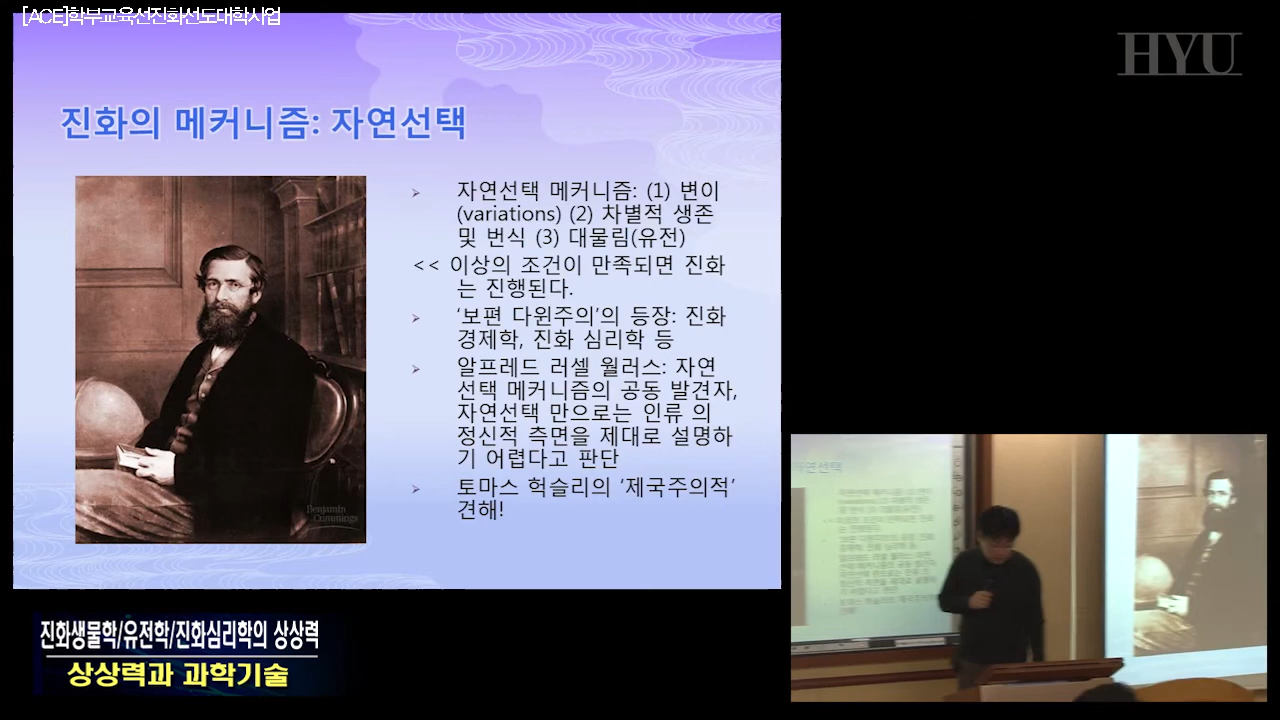 [ACE]학부교육선진화선도대학사업
HYU
진화의 메커니즘: 자연선택
자연선택 메커니즘: (1) 변이
(variations) (2) 차별적 생존
및 번식 (3) 대물림(유전)
<< 이상의 조건이 만족되면 진화
는 진행된다.
‘보편 다윈주의’의 등장: 진화
경제학, 진화 심리학 등
알프레드 러셀 월러스: 자연
선택 메커니즘의 공동 발견자,
자연선택 만으로는 인류 의
정신적 측면을 제대로 설명하
기 어렵다고 판단
토마스 헉슬리의 ‘제국주의적’
견해!
Benjamin
Cummings
진화생물학/유전학/진화심리학의 상상력
상상력과 과학기술